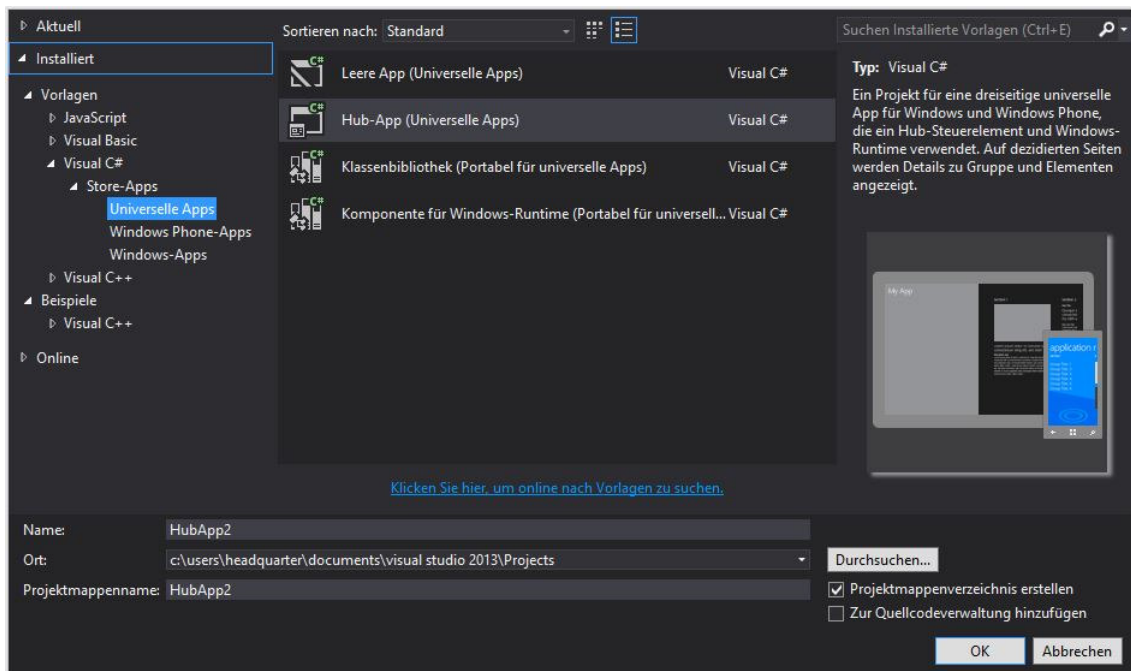 Aktuell
Installiert
Vorlagen
JavaScript
Visual Basic
Visual C#
Store-Apps
Universelle Apps
Windows Phone-Apps
Windows-Apps
Visual C++
Beispiele
Visual C++
Online
Sortieren nach: Standard
C# Leere App (Universelle Apps) Visual C#
C# Hub-App (Universelle Apps) Visual C#
C# Klassenbibliothek (Portabel für universelle Apps) Visual C#
C# Komponente für Windows-Runtime (Portabel für universell... Visual C#
Klicken Sie hier, um online nach Vorlagen zu suchen.
Suchen Installierte Vorlagen (Ctrl+E)
Typ: Visual C#
Ein Projekt für eine dreiseitige universelle
App für Windows und Windows Phone,
die ein Hub-Steuerelement und Windows-
Runtime verwendet. Auf dezidierten Seiten
werden Details zu Gruppe und Elementen
angezeigt.
My App
application
Name: HubApp2
Ort: c:\users\headquarter\documents\visual studio 2013\Projects
Durchsuchen...
Projektmappenname: HubApp2
Projektmappenverzeichnis erstellen
Zur Quellcodeverwaltung hinzufügen
OK
Abbrechen